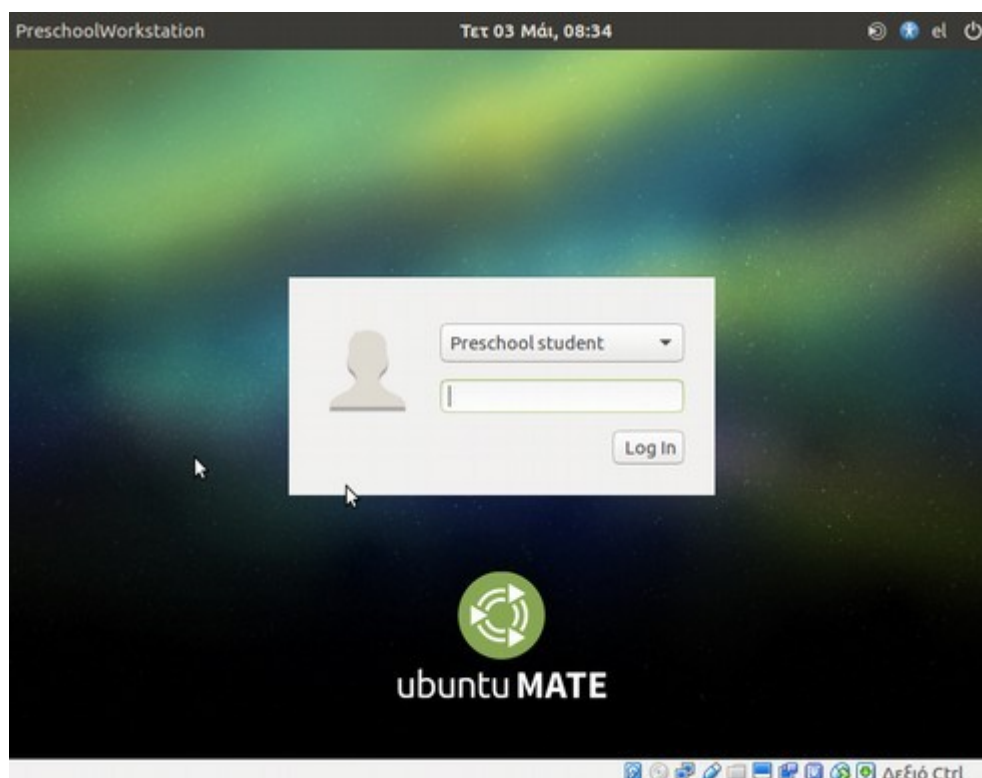 PreschoolWorkstation Τετ 03 Μάι, 08:34 el
Preschool student
Log In
ubuntu MATE
Δεξιό Ctrl